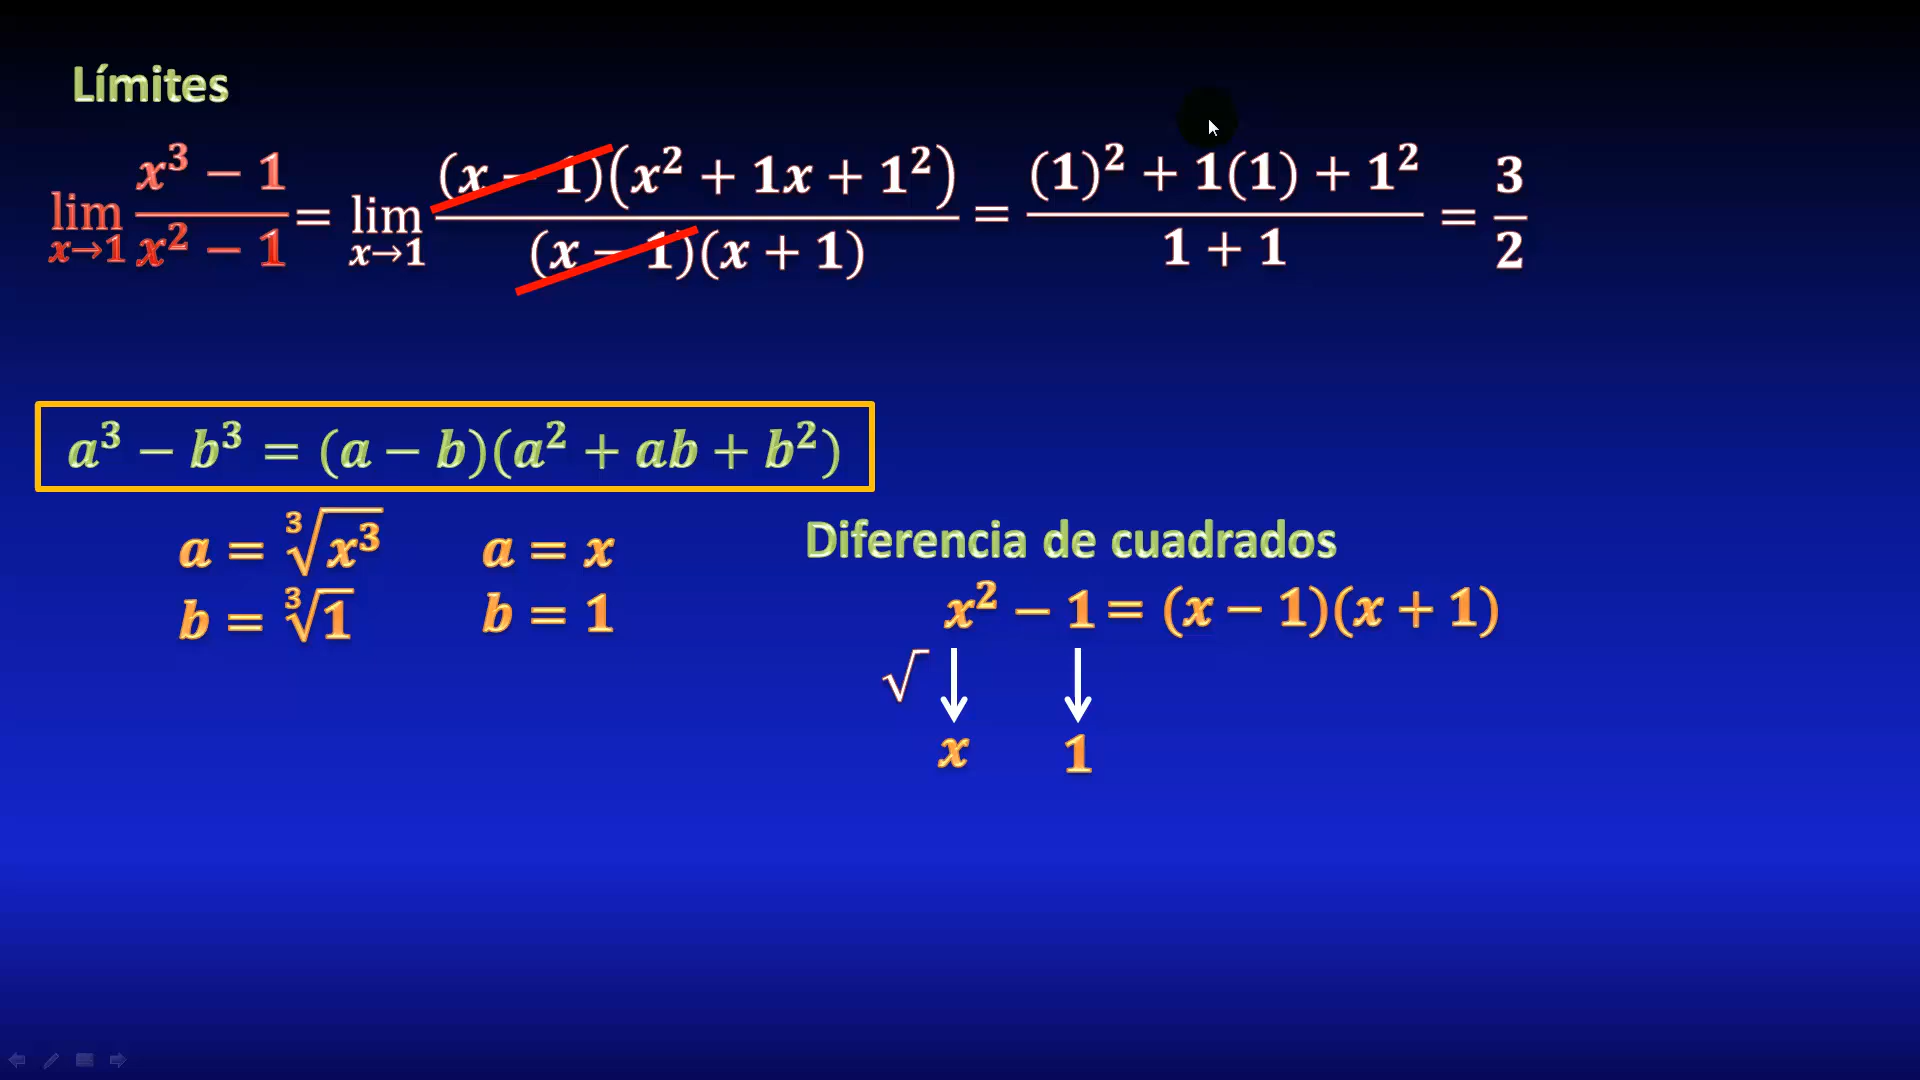 Límites
lim x→1 (x³ − 1)/(x² − 1) = lim x→1 ((x − 1)(x² + 1x + 1²))/((x − 1)(x + 1)) = ((1)² + 1(1) + 1²)/(1 + 1) = 3/2
a³ − b³ = (a − b)(a² + ab + b²)
a = ∛x³ a = x
b = ∛1 b = 1
Diferencia de cuadrados
x² − 1 = (x − 1)(x + 1)
√ ↓ ↓
x 1